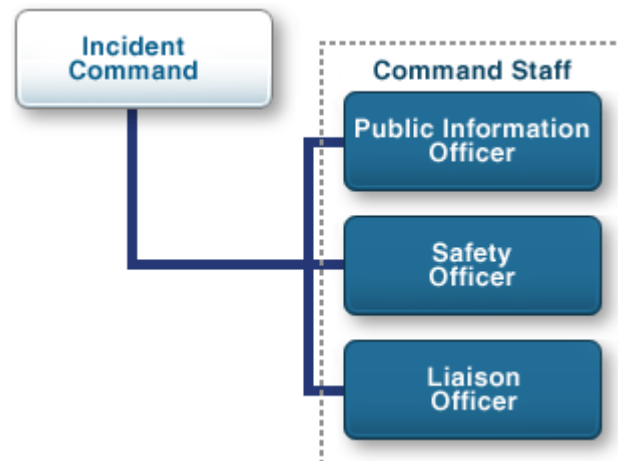 Incident
Command
Command Staff
Public Information
Officer
Safety
Officer
Liaison
Officer